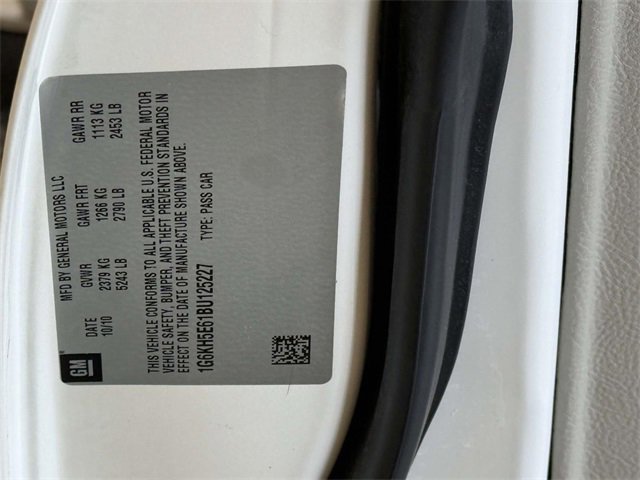 GM
MFD BY GENERAL MOTORS LLC
DATE GVWR GAWR FRT GAWR RR
10/10 2379 KG 1266 KG 1113 KG
5243 LB 2790 LB 2453 LB
THIS VEHICLE CONFORMS TO ALL APPLICABLE U.S. FEDERAL MOTOR
VEHICLE SAFETY, BUMPER, AND THEFT PREVENTION STANDARDS IN
EFFECT ON THE DATE OF MANUFACTURE SHOWN ABOVE.
1G6KH5E61BU125227 TYPE: PASS CAR